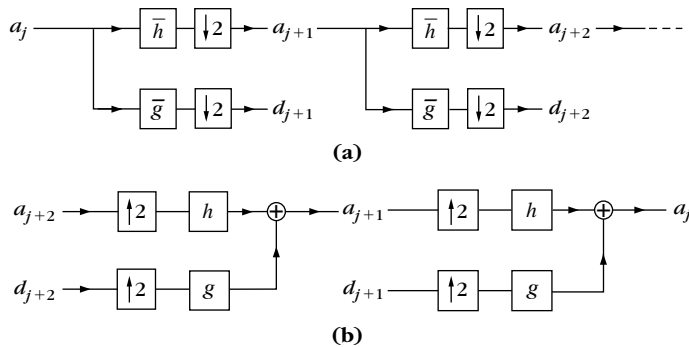 a_j h̄ ↓2 a_{j+1} h̄ ↓2 a_{j+2}
ḡ ↓2 d_{j+1} ḡ ↓2 d_{j+2}
(a)
a_{j+2} ↑2 h + a_{j+1} ↑2 h + a_j
d_{j+2} ↑2 g d_{j+1} ↑2 g
(b)